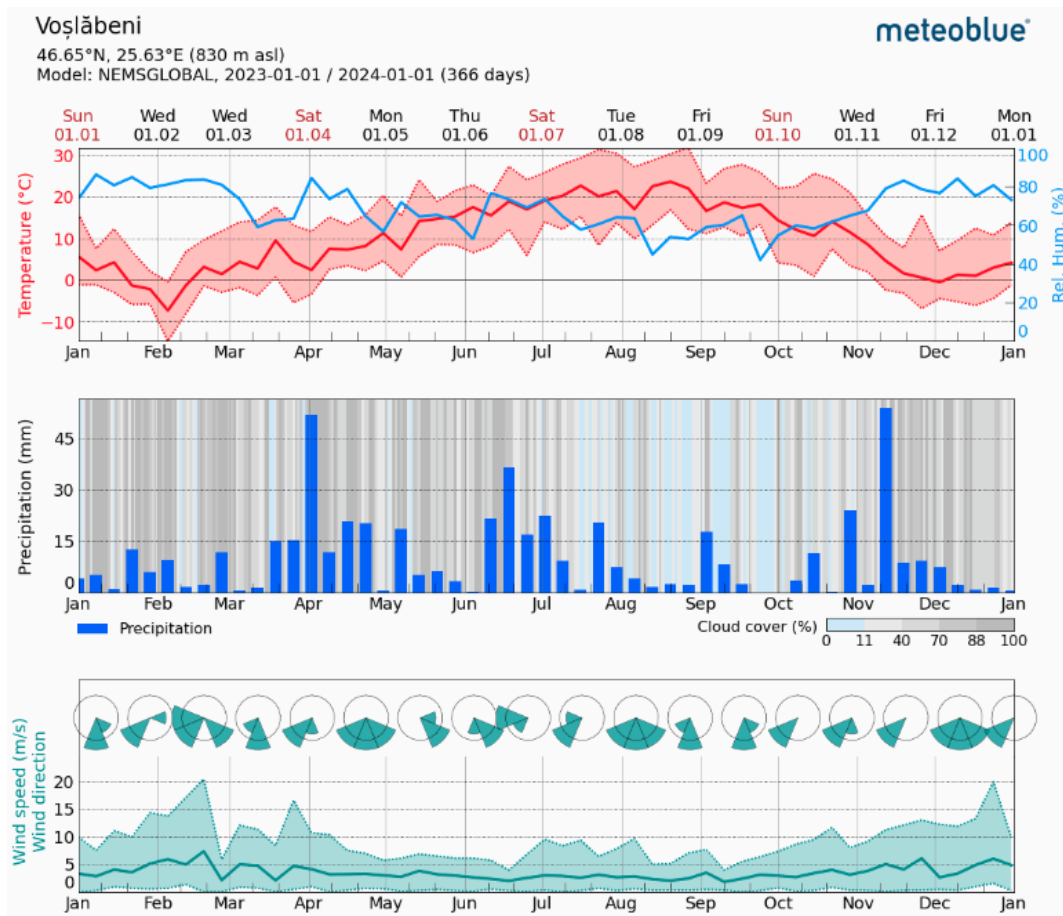 Voșlăbeni
meteoblue
46.65°N, 25.63°E (830 m asl)
Model: NEMSGLOBAL, 2023-01-01 / 2024-01-01 (366 days)
Sun Wed Wed Sat Mon Thu Sat Tue Fri Sun Wed Fri Mon
01.01 01.02 01.03 01.04 01.05 01.06 01.07 01.08 01.09 01.10 01.11 01.12 01.01
Temperature (°C)
30
20
10
0
−10
Rel. Hum. (%)
100
80
60
40
20
0
Jan Feb Mar Apr May Jun Jul Aug Sep Oct Nov Dec Jan
Precipitation (mm)
45
30
15
0
Jan Feb Mar Apr May Jun Jul Aug Sep Oct Nov Dec Jan
Precipitation
Cloud cover (%)
0 11 40 70 88 100
Wind speed (m/s)
Wind direction
20
15
10
5
0
Jan Feb Mar Apr May Jun Jul Aug Sep Oct Nov Dec Jan